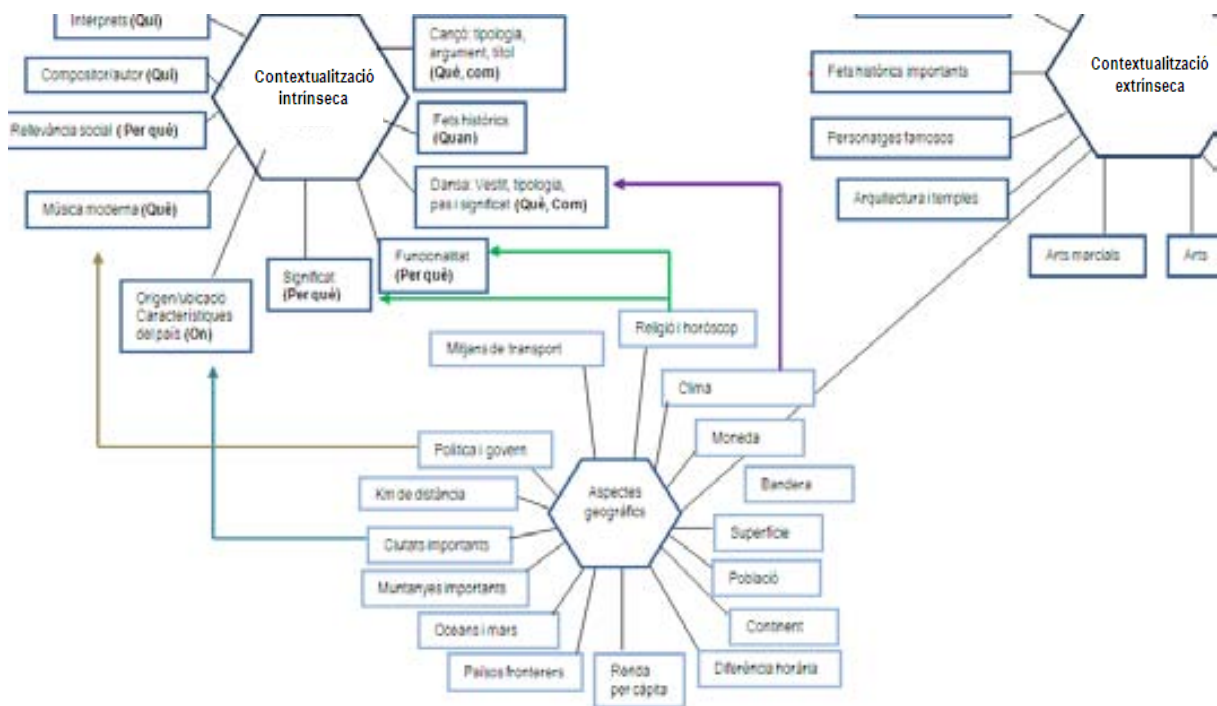 Intèrprets (Qui)
Compositor/autor (Qui)
Rellevància social ( Per què)
Música moderna (Què)
Origen/ubicació
Característiques
del país (On)
Contextualització
intrínseca
Cançó: tipologia,
argument, títol
(Què, com)
Fets històrics
(Quan)
Dansa: Vestit, tipologia,
pas i significat (Què, Com)
Funcionalitat
(Per què)
Significat
(Per què)
Contextualització
extrínseca
Fets històrics importants
Personatges famosos
Arquitectura i temples
Arts marcials
Arts
Religió i horòscop
Mitjans de transport
Clima
Moneda
Política i govern
Bandera
Km de distància
Aspectes
geogràfics
Superfície
Ciutats importants
Població
Muntanyes importants
Continent
Oceans i mars
Diferència horària
Països fronterers
Renda
per càpita